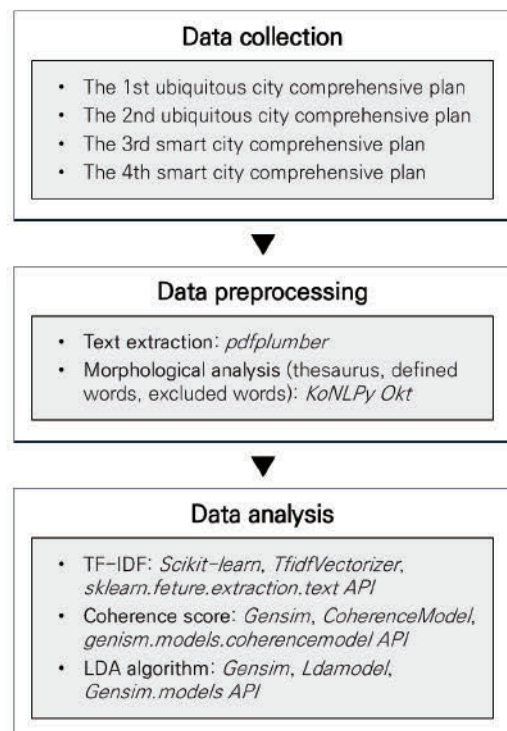 Data collection
• The 1st ubiquitous city comprehensive plan
• The 2nd ubiquitous city comprehensive plan
• The 3rd smart city comprehensive plan
• The 4th smart city comprehensive plan
Data preprocessing
• Text extraction: pdfplumber
• Morphological analysis (thesaurus, defined
words, excluded words): KoNLPy Okt
Data analysis
• TF-IDF: Scikit-learn, TfidfVectorizer,
sklearn.feture.extraction.text API
• Coherence score: Gensim, CoherenceModel,
genism.models.coherencemodel API
• LDA algorithm: Gensim, Ldamodel,
Gensim.models API